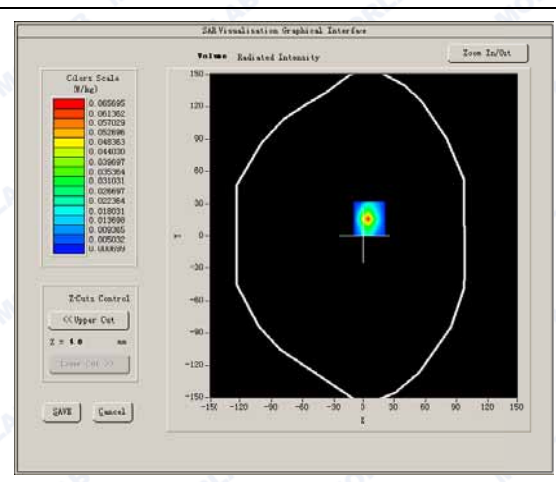 SAR Visualisation Graphical Interface
Volume Radiated Intensity
Zoom In/Out
Colors Scale
(W/kg)
0.065695
0.061362
0.057029
0.052696
0.048363
0.044030
0.039697
0.035364
0.031031
0.026697
0.022364
0.018031
0.013698
0.009365
0.005032
0.000699
Z-Cuts Control
<< Upper Cut
Z = 4.0 mm
Lower Cut >>
SAVE Cancel
150
120
90
60
30
0
-30
-60
-90
-120
-150
Y
-150 -120 -90 -60 -30 0 30 60 90 120 150
X